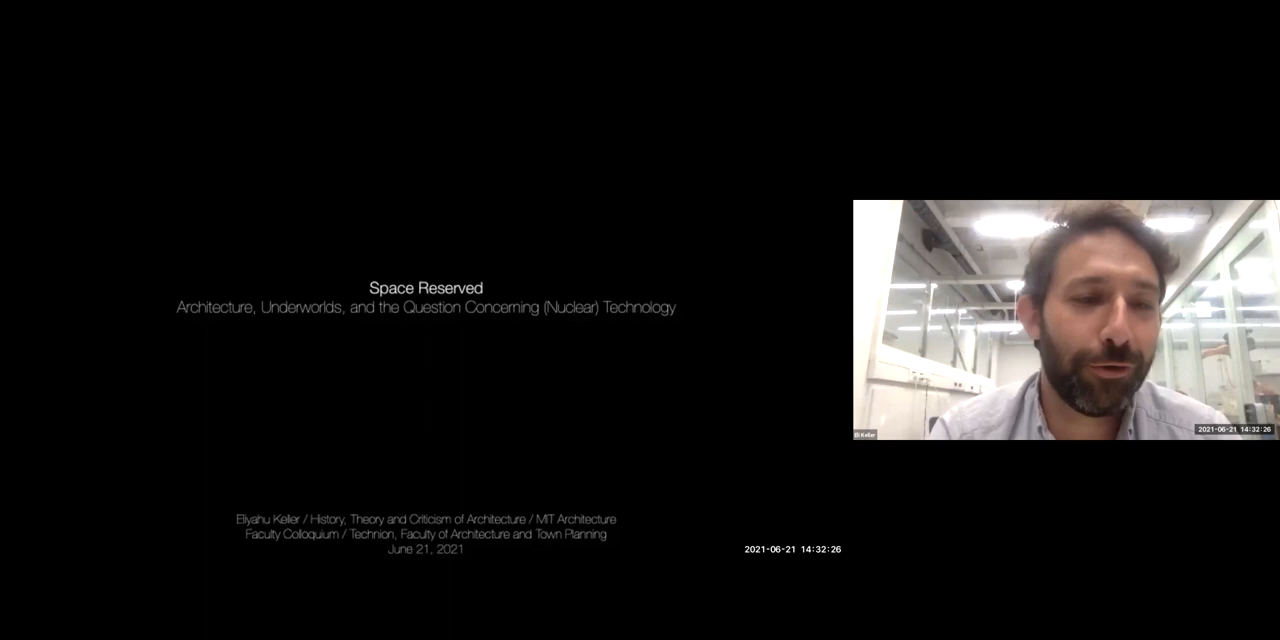 Space Reserved
Architecture, Underworlds, and the Question Concerning (Nuclear) Technology
Eliyahu Keller / History, Theory and Criticism of Architecture / MIT Architecture
Faculty Colloquium / Technion, Faculty of Architecture and Town Planning
June 21, 2021
2021-06-21 14:32:26
Eli Keller
2021-06-21 14:32:26